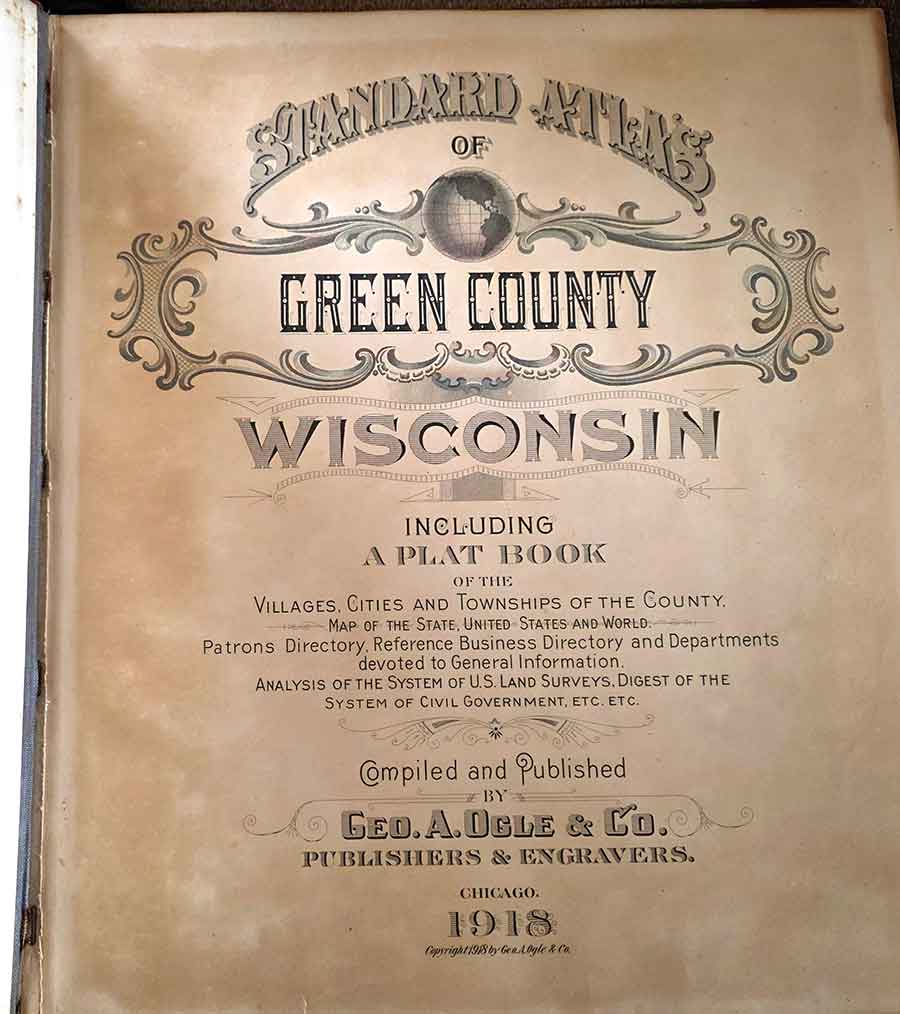 STANDARD ATLAS
OF
GREEN COUNTY
WISCONSIN
INCLUDING
A PLAT BOOK
OF THE
VILLAGES, CITIES AND TOWNSHIPS OF THE COUNTY.
MAP OF THE STATE, UNITED STATES AND WORLD.
Patrons Directory, Reference Business Directory and Departments
devoted to General Information.
ANALYSIS OF THE SYSTEM OF U.S. LAND SURVEYS, DIGEST OF THE
SYSTEM OF CIVIL GOVERNMENT, ETC. ETC.
Compiled and Published
BY
GEO. A. OGLE & CO.
PUBLISHERS & ENGRAVERS.
CHICAGO.
1918
Copyright 1918 by Geo. A. Ogle & Co.